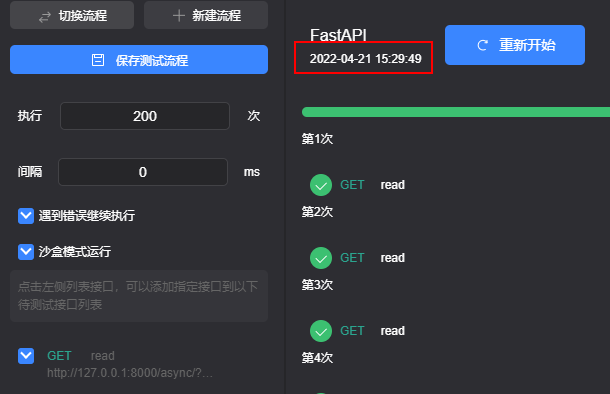 切换流程
新建流程
保存测试流程
执行 200 次
间隔 0 ms
遇到错误继续执行
沙盒模式运行
点击左侧列表接口，可以添加指定接口到以下
待测试接口列表
GET read
http://127.0.0.1:8000/async/?...
FastAPI
2022-04-21 15:29:49
重新开始
第1次
GET read
第2次
GET read
第3次
GET read
第4次